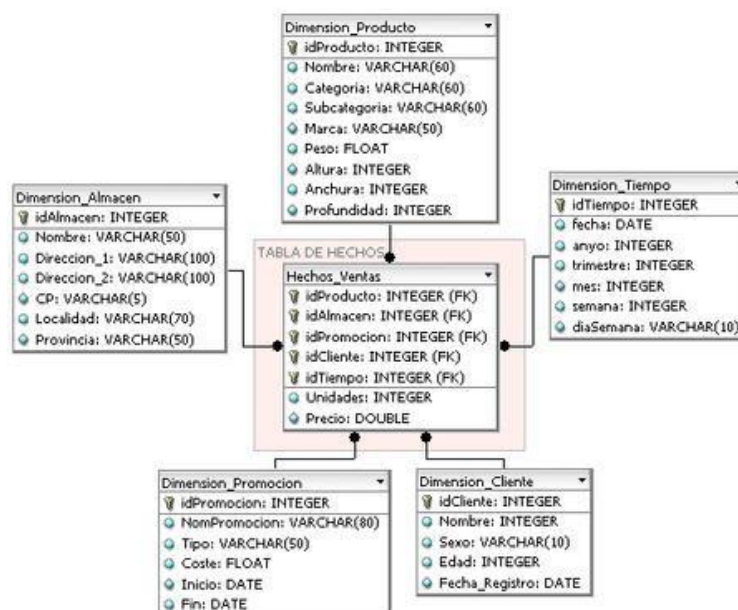 Dimension_Producto
idProducto: INTEGER
Nombre: VARCHAR(60)
Categoria: VARCHAR(60)
Subcategoria: VARCHAR(60)
Marca: VARCHAR(50)
Peso: FLOAT
Altura: INTEGER
Anchura: INTEGER
Profundidad: INTEGER
Dimension_Almacen
idAlmacen: INTEGER
Nombre: VARCHAR(50)
Direccion_1: VARCHAR(100)
Direccion_2: VARCHAR(100)
CP: VARCHAR(5)
Localidad: VARCHAR(70)
Provincia: VARCHAR(50)
Dimension_Tiempo
idTiempo: INTEGER
fecha: DATE
anyo: INTEGER
trimestre: INTEGER
mes: INTEGER
semana: INTEGER
diaSemana: VARCHAR(10)
TABLA DE HECHOS
Hechos_Ventas
idProducto: INTEGER (FK)
idAlmacen: INTEGER (FK)
idPromocion: INTEGER (FK)
idCliente: INTEGER (FK)
idTiempo: INTEGER (FK)
Unidades: INTEGER
Precio: DOUBLE
Dimension_Promocion
idPromocion: INTEGER
NomPromocion: VARCHAR(80)
Tipo: VARCHAR(50)
Coste: FLOAT
Inicio: DATE
Fin: DATE
Dimension_Cliente
idCliente: INTEGER
Nombre: INTEGER
Sexo: VARCHAR(10)
Edad: INTEGER
Fecha_Registro: DATE